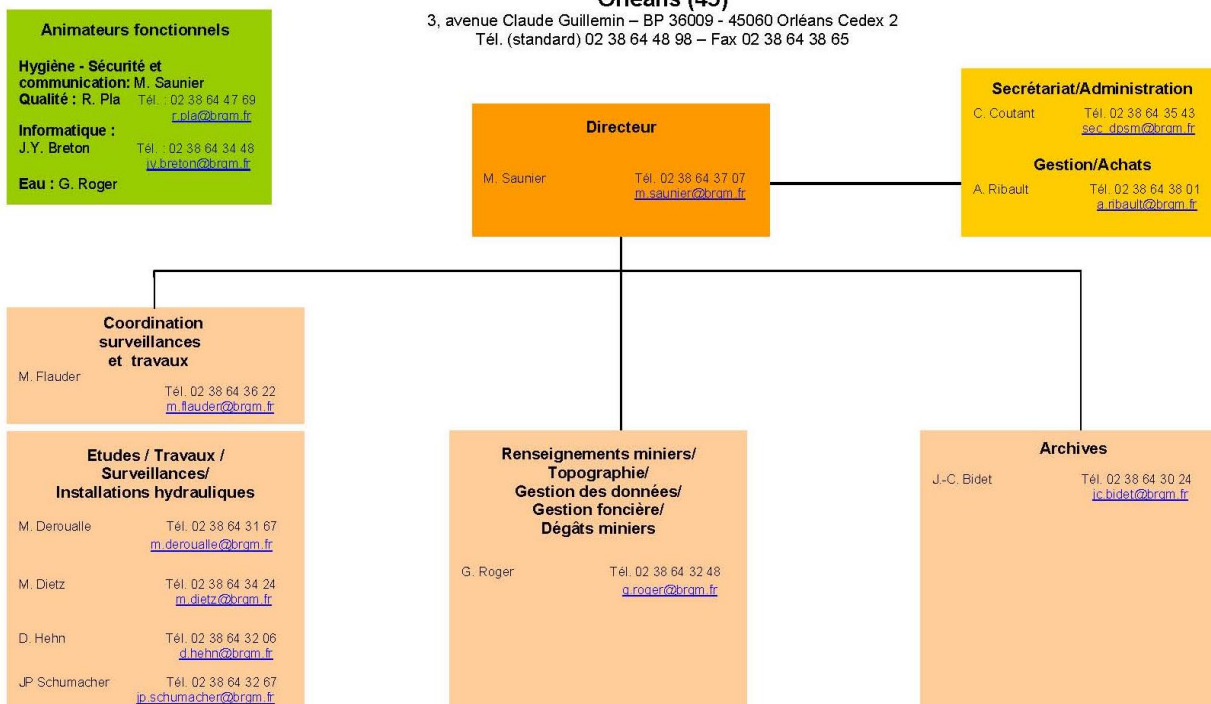 Orléans (45)
3, avenue Claude Guillemin – BP 36009 - 45060 Orléans Cedex 2
Tél. (standard) 02 38 64 48 98 – Fax 02 38 64 38 65
Animateurs fonctionnels
Hygiène - Sécurité et
communication: M. Saunier
Qualité : R. Pla Tél. : 02 38 64 47 69
r.pla@brgm.fr
Informatique :
J.Y. Breton Tél. : 02 38 64 34 48
jy.breton@brgm.fr
Eau : G. Roger
Directeur
M. Saunier Tél. 02 38 64 37 07
m.saunier@brgm.fr
Secrétariat/Administration
C. Coutant Tél. 02 38 64 35 43
sec_dpsm@brgm.fr
Gestion/Achats
A. Ribault Tél. 02 38 64 38 01
a.ribault@brgm.fr
Coordination
surveillances
et travaux
M. Flauder
Tél. 02 38 64 36 22
m.flauder@brgm.fr
Etudes / Travaux /
Surveillances/
Installations hydrauliques
M. Deroualle Tél. 02 38 64 31 67
m.deroualle@brgm.fr
M. Dietz Tél. 02 38 64 34 24
m.dietz@brgm.fr
D. Hehn Tél. 02 38 64 32 06
d.hehn@brgm.fr
JP Schumacher Tél. 02 38 64 32 67
jp.schumacher@brgm.fr
Renseignements miniers/
Topographie/
Gestion des données/
Gestion foncière/
Dégâts miniers
G. Roger Tél. 02 38 64 32 48
g.roger@brgm.fr
Archives
J.-C. Bidet Tél. 02 38 64 30 24
jc.bidet@brgm.fr